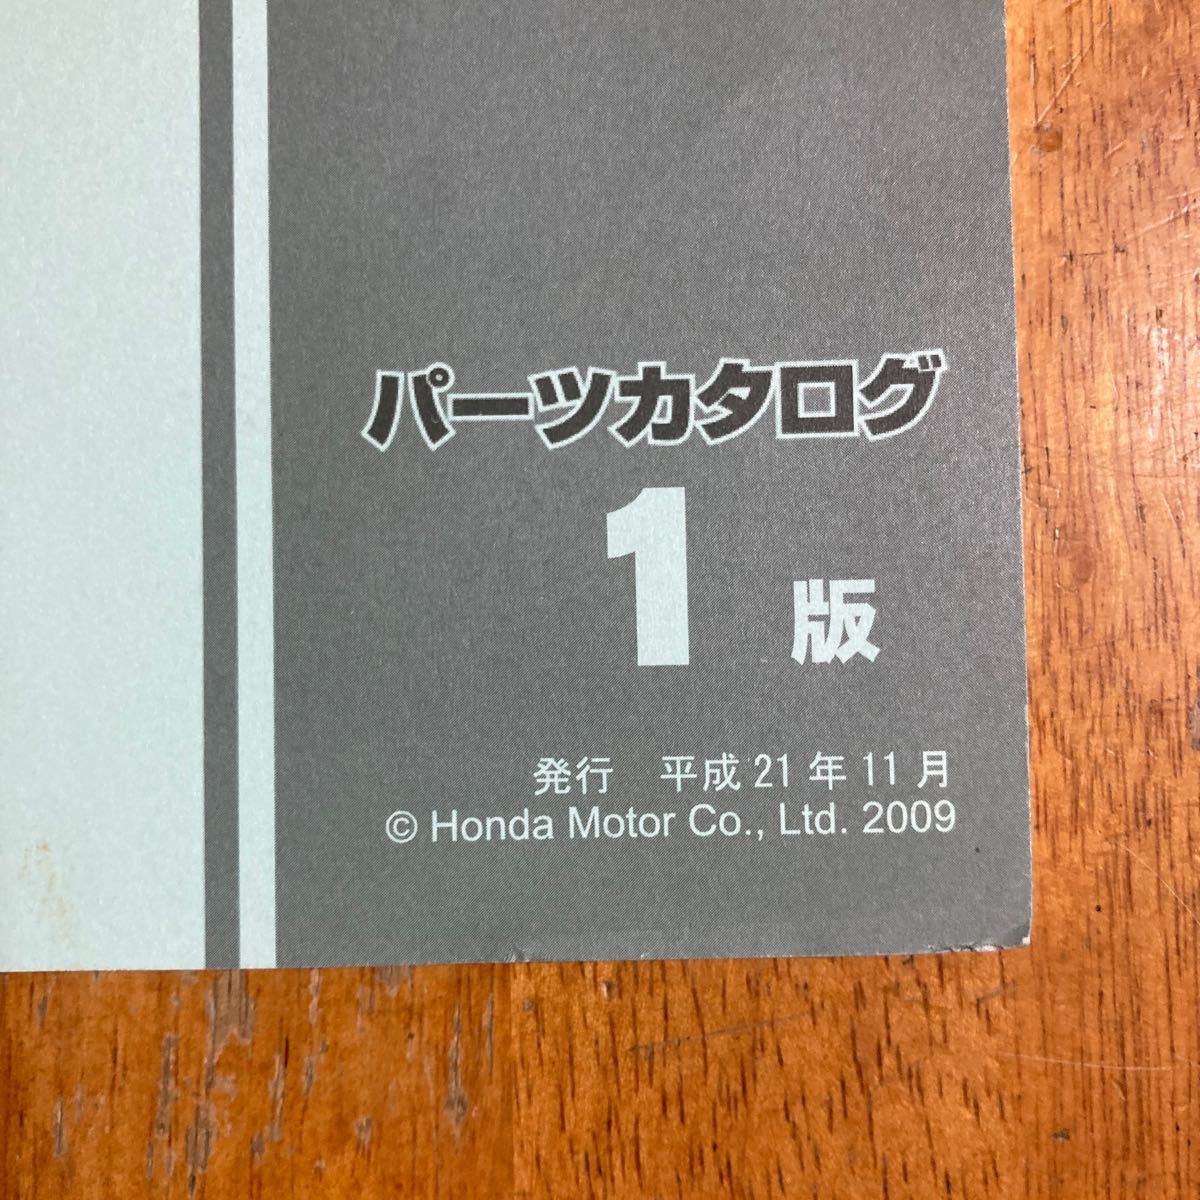 パーツカタログ
1 版
発行　平成 21 年 11 月
© Honda Motor Co., Ltd. 2009